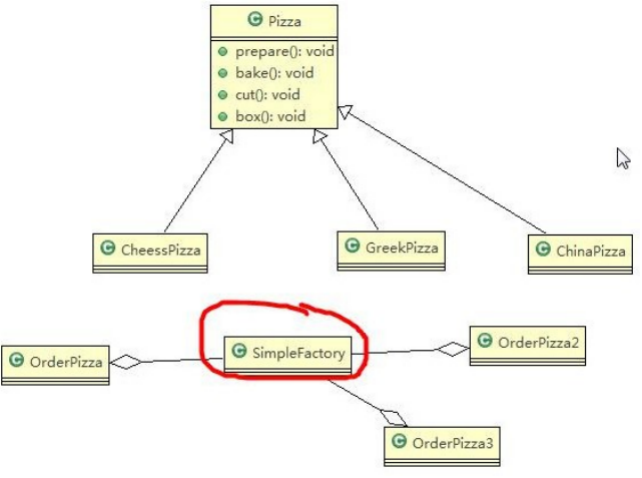 Pizza
prepare(): void
bake(): void
cut(): void
box(): void
CheessPizza
GreekPizza
ChinaPizza
OrderPizza
SimpleFactory
OrderPizza2
OrderPizza3